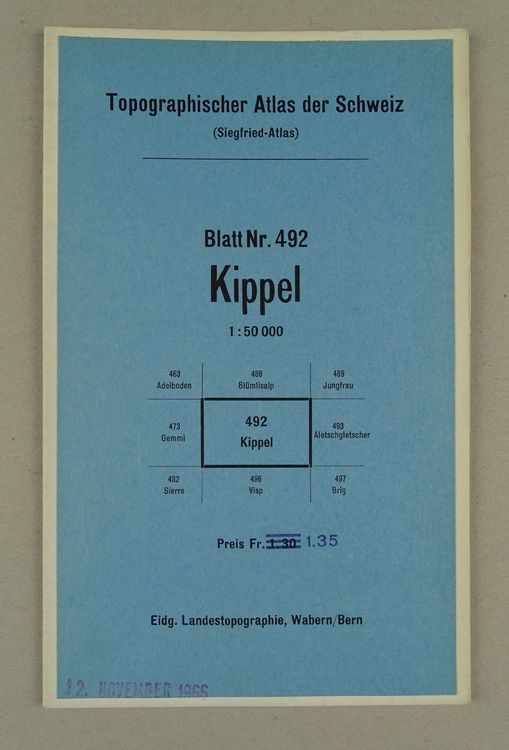 Topographischer Atlas der Schweiz
(Siegfried-Atlas)
Blatt Nr. 492
Kippel
1 : 50 000
463 488 489
Adelboden Blümlisalp Jungfrau
473 492 493
Gemmi Kippel Aletschgletscher
482 496 497
Sierre Visp Brig
Preis Fr. 1.30 1.35
Eidg. Landestopographie, Wabern/Bern
12. NOVEMBER 1966